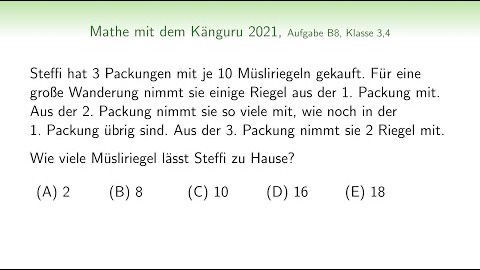 Mathe mit dem Känguru 2021, Aufgabe B8, Klasse 3,4
Steffi hat 3 Packungen mit je 10 Müsliriegeln gekauft. Für eine
große Wanderung nimmt sie einige Riegel aus der 1. Packung mit.
Aus der 2. Packung nimmt sie so viele mit, wie noch in der
1. Packung übrig sind. Aus der 3. Packung nimmt sie 2 Riegel mit.
Wie viele Müsliriegel lässt Steffi zu Hause?
(A) 2 (B) 8 (C) 10 (D) 16 (E) 18